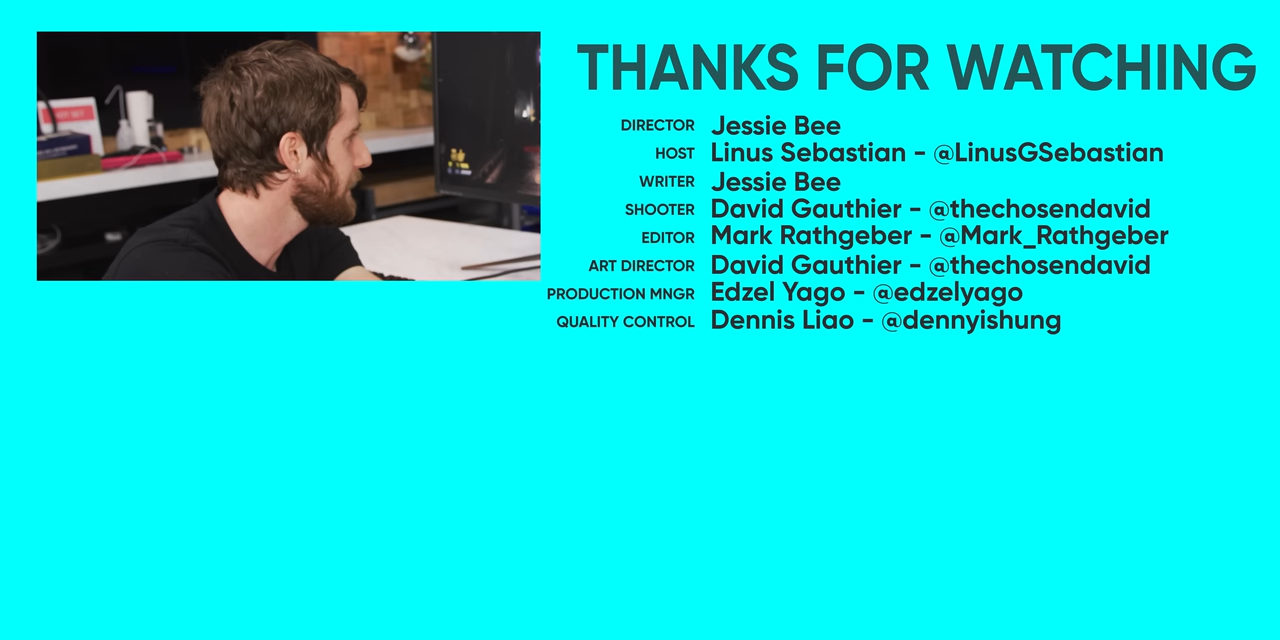 THANKS FOR WATCHING
DIRECTOR Jessie Bee
HOST Linus Sebastian - @LinusGSebastian
WRITER Jessie Bee
SHOOTER David Gauthier - @thechosendavid
EDITOR Mark Rathgeber - @Mark_Rathgeber
ART DIRECTOR David Gauthier - @thechosendavid
PRODUCTION MNGR Edzel Yago - @edzelyago
QUALITY CONTROL Dennis Liao - @dennyishung